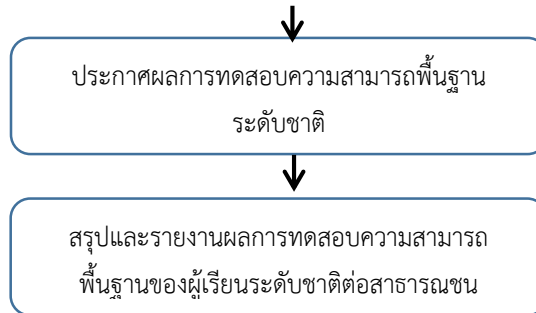 ประกาศผลการทดสอบความสามารถพื้นฐาน
ระดับชาติ
สรุปและรายงานผลการทดสอบความสามารถ
พื้นฐานของผู้เรียนระดับชาติต่อสาธารณชน